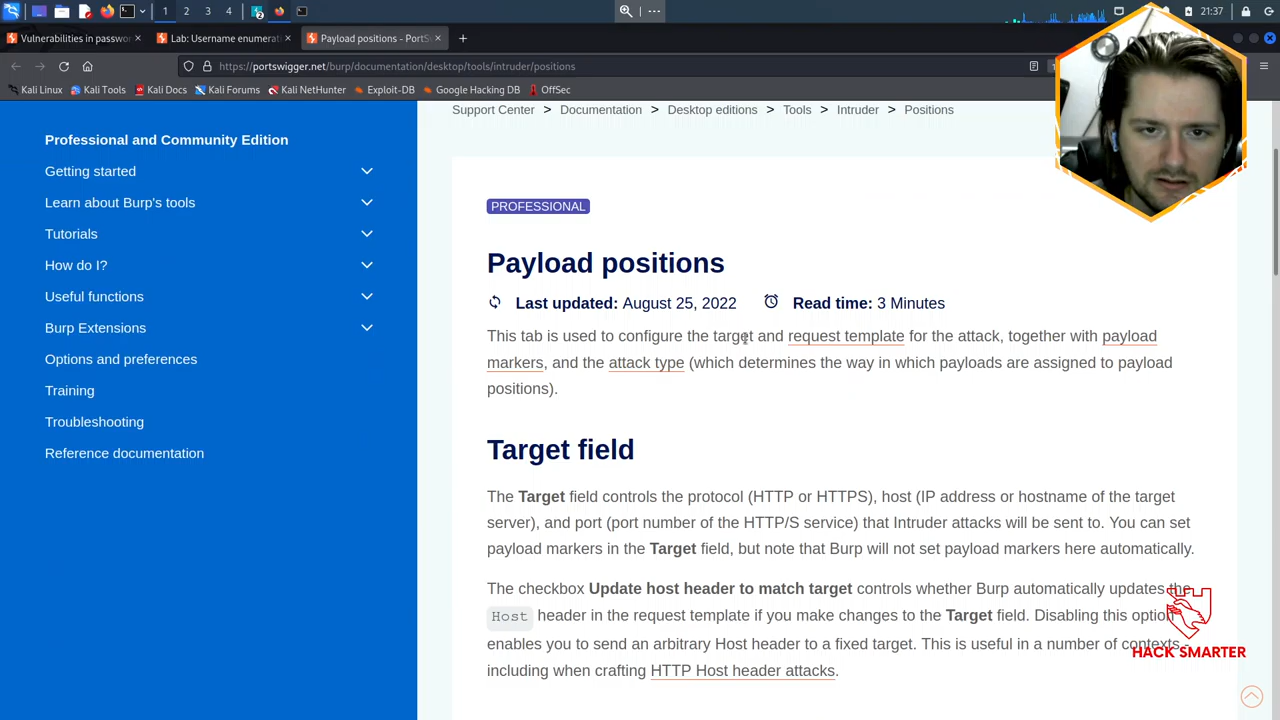 1 2 3 4 21:37
Vulnerabilities in passwo Lab: Username enumerat Payload positions - PortS
https://portswigger.net/burp/documentation/desktop/tools/intruder/positions
Kali Linux Kali Tools Kali Docs Kali Forums Kali NetHunter Exploit-DB Google Hacking DB OffSec
Support Center > Documentation > Desktop editions > Tools > Intruder > Positions
Professional and Community Edition
Getting started
Learn about Burp's tools
Tutorials
How do I?
Useful functions
Burp Extensions
Options and preferences
Training
Troubleshooting
Reference documentation
PROFESSIONAL
Payload positions
Last updated: August 25, 2022 Read time: 3 Minutes
This tab is used to configure the target and request template for the attack, together with payload
markers, and the attack type (which determines the way in which payloads are assigned to payload
positions).
Target field
The Target field controls the protocol (HTTP or HTTPS), host (IP address or hostname of the target
server), and port (port number of the HTTP/S service) that Intruder attacks will be sent to. You can set
payload markers in the Target field, but note that Burp will not set payload markers here automatically.
The checkbox Update host header to match target controls whether Burp automatically updates the
Host header in the request template if you make changes to the Target field. Disabling this option
enables you to send an arbitrary Host header to a fixed target. This is useful in a number of contexts,
including when crafting HTTP Host header attacks.
HACK SMARTER